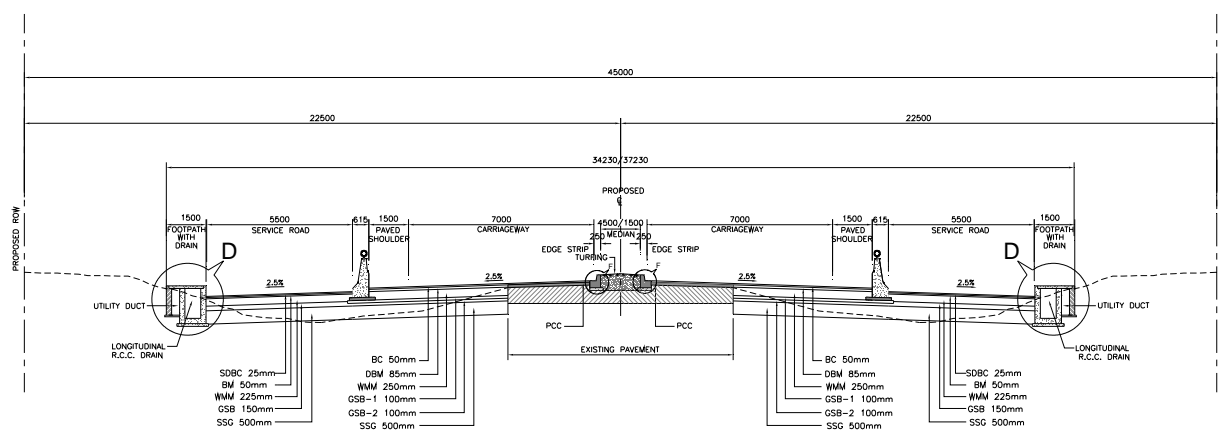 45000
22500
22500
34230/37230
PROPOSED
℄
1500
5500
615
1500
7000
4500/1500
7000
1500
615
5500
1500
FOOTPATH
WITH
DRAIN
SERVICE ROAD
PAVED
SHOULDER
CARRIAGEWAY
MEDIAN
CARRIAGEWAY
PAVED
SHOULDER
SERVICE ROAD
FOOTPATH
WITH
DRAIN
250
250
EDGE STRIP
EDGE STRIP
TURFING
PROPOSED ROW
D
D
F
F
2.5%
2.5%
2.5%
2.5%
UTILITY DUCT
UTILITY DUCT
LONGITUDINAL
R.C.C. DRAIN
LONGITUDINAL
R.C.C. DRAIN
PCC
PCC
EXISTING PAVEMENT
SDBC 25mm
BM 50mm
WMM 225mm
GSB 150mm
SSG 500mm
BC 50mm
DBM 85mm
WMM 250mm
GSB-1 100mm
GSB-2 100mm
SSG 500mm
BC 50mm
DBM 85mm
WMM 250mm
GSB-1 100mm
GSB-2 100mm
SSG 500mm
SDBC 25mm
BM 50mm
WMM 225mm
GSB 150mm
SSG 500mm